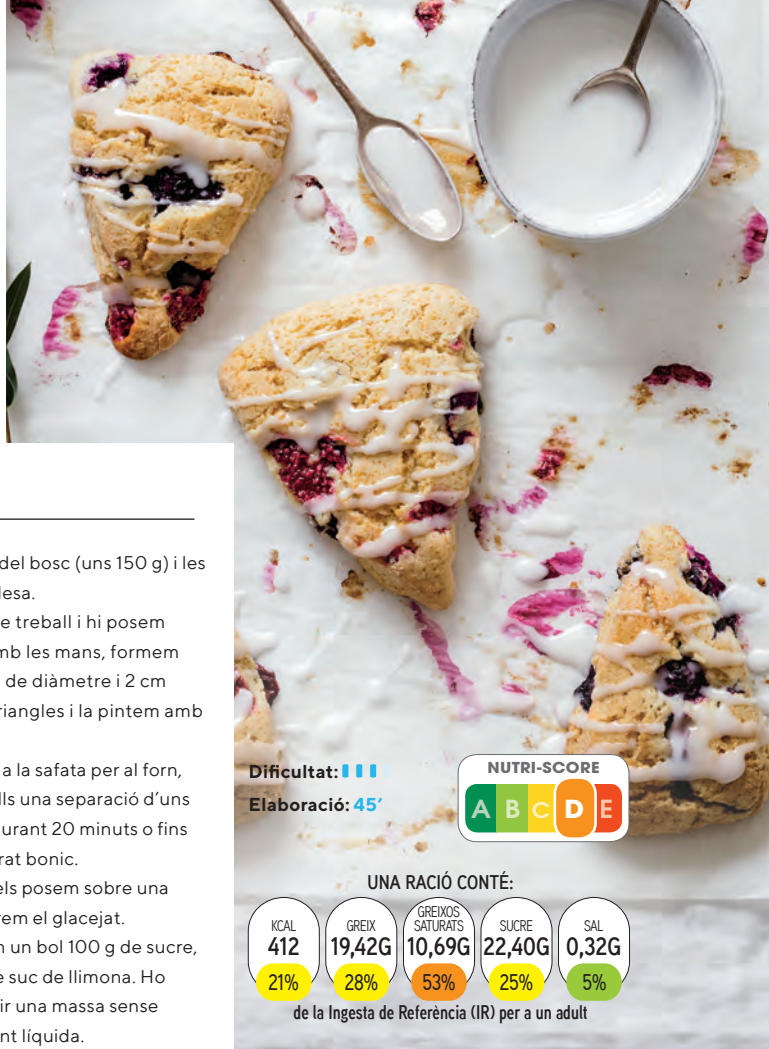 del bosc (uns 150 g) i les
esa.
e treball i hi posem
mb les mans, formem
de diàmetre i 2 cm
riangles i la pintem amb
a la safata per al forn,
lls una separació d'uns
urant 20 minuts o fins
rat bonic.
els posem sobre una
rem el glacejat.
n un bol 100 g de sucre,
e suc de llimona. Ho
ir una massa sense
nt líquida.
Dificultat:
Elaboració: 45'
NUTRI-SCORE
A B C D E
UNA RACIÓ CONTÉ:
KCAL
412
21%
GREIX
19,42G
28%
GREIXOS
SATURATS
10,69G
53%
SUCRE
22,40G
25%
SAL
0,32G
5%
de la Ingesta de Referència (IR) per a un adult